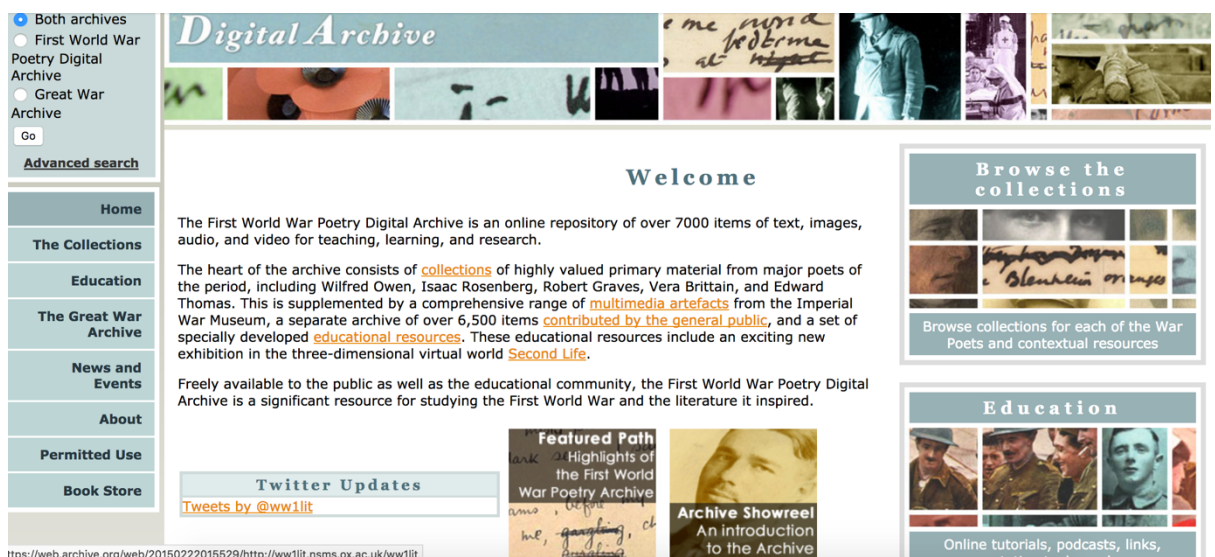 Both archives
First World War
Poetry Digital
Archive
Great War
Archive
Go
Advanced search
Home
The Collections
Education
The Great War
Archive
News and
Events
About
Permitted Use
Book Store
Digital Archive
Welcome
The First World War Poetry Digital Archive is an online repository of over 7000 items of text, images,
audio, and video for teaching, learning, and research.
The heart of the archive consists of collections of highly valued primary material from major poets of
the period, including Wilfred Owen, Isaac Rosenberg, Robert Graves, Vera Brittain, and Edward
Thomas. This is supplemented by a comprehensive range of multimedia artefacts from the Imperial
War Museum, a separate archive of over 6,500 items contributed by the general public, and a set of
specially developed educational resources. These educational resources include an exciting new
exhibition in the three-dimensional virtual world Second Life.
Freely available to the public as well as the educational community, the First World War Poetry Digital
Archive is a significant resource for studying the First World War and the literature it inspired.
Twitter Updates
Tweets by @ww1lit
Featured Path
Highlights of
the First World
War Poetry Archive
me, gangling,
Archive Showreel
An introduction
to the Archive
Browse the
collections
Blenheim oranges
Browse collections for each of the War
Poets and contextual resources
Education
Online tutorials, podcasts, links,
ttps://web.archive.org/web/20150222015529/http://ww1lit.nsms.ox.ac.uk/ww1lit